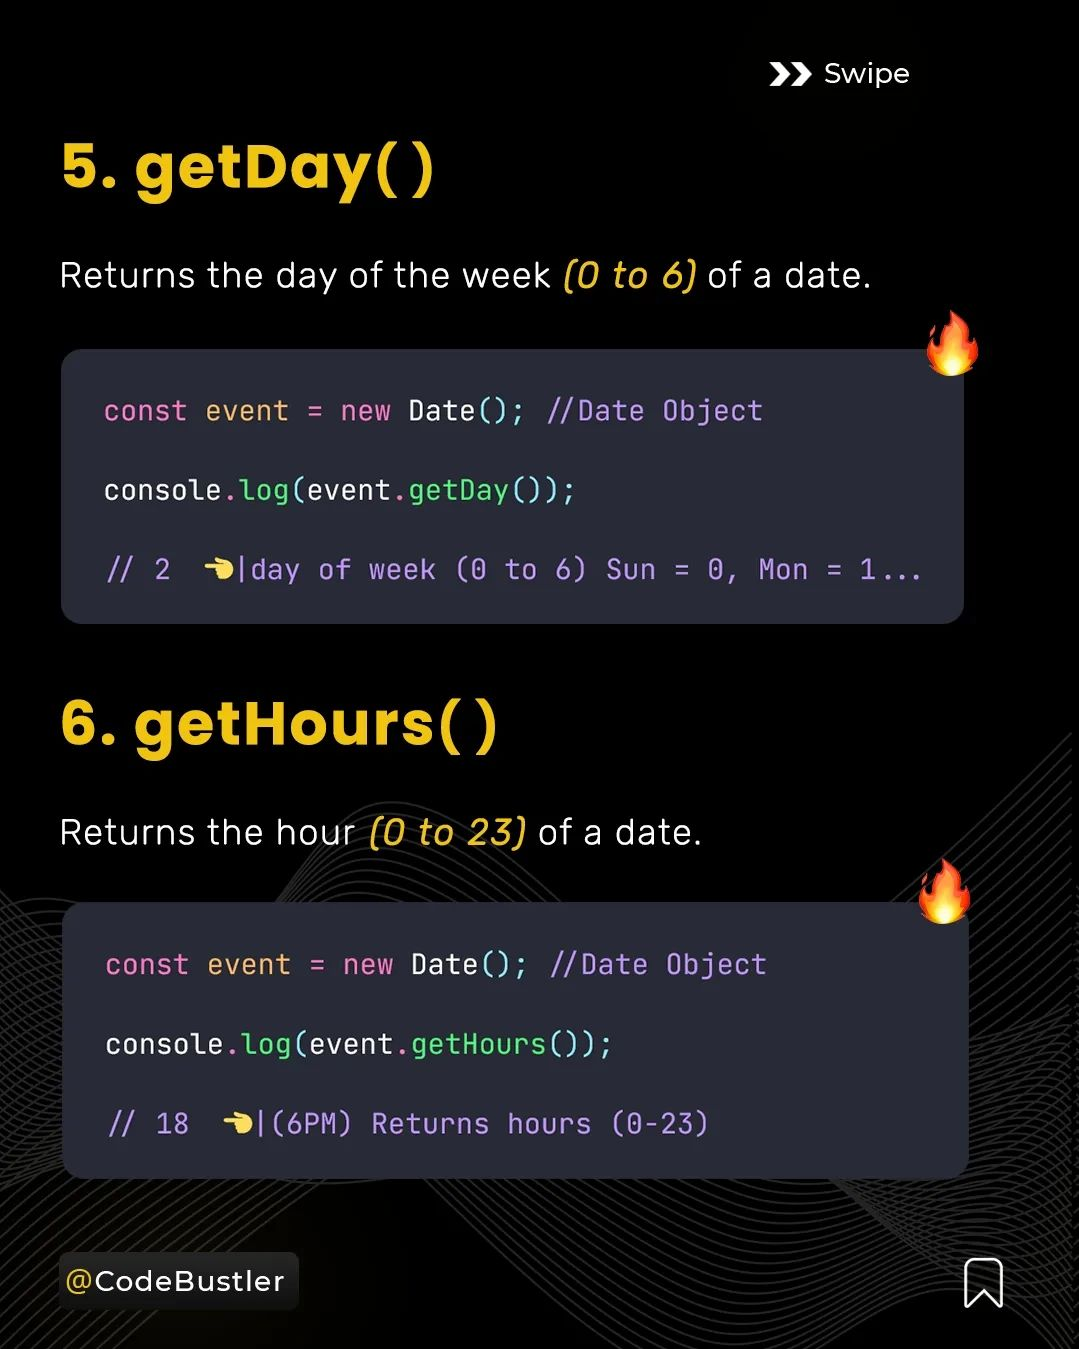 Swipe
5. getDay()
Returns the day of the week (0 to 6) of a date.
const event = new Date(); //Date Object
console.log(event.getDay());
// 2 👈|day of week (0 to 6) Sun = 0, Mon = 1...
6. getHours()
Returns the hour (0 to 23) of a date.
const event = new Date(); //Date Object
console.log(event.getHours());
// 18 👈|(6PM) Returns hours (0-23)
@CodeBustler